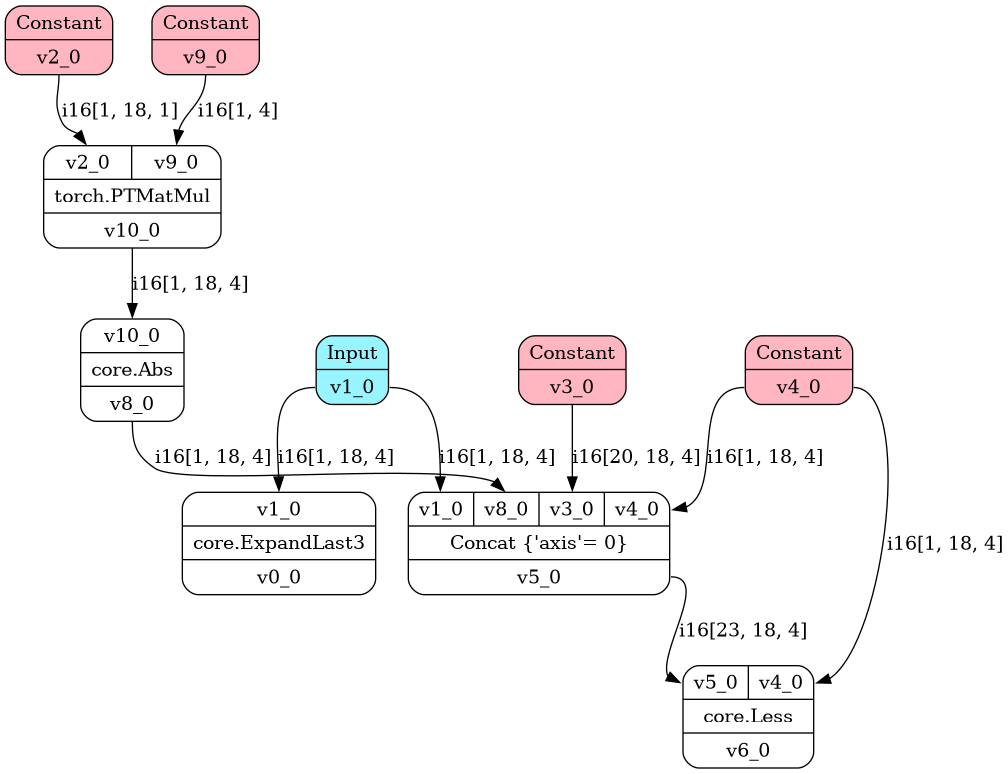 Constant
v2_0
Constant
v9_0
i16[1, 18, 1]
i16[1, 4]
v2_0 v9_0
torch.PTMatMul
v10_0
i16[1, 18, 4]
v10_0
core.Abs
v8_0
Input
v1_0
Constant
v3_0
Constant
v4_0
i16[1, 18, 4] i16[1, 18, 4] i16[1, 18, 4] i16[20, 18, 4] i16[1, 18, 4]
v1_0
core.ExpandLast3
v0_0
v1_0 v8_0 v3_0 v4_0
Concat {'axis'= 0}
v5_0
i16[1, 18, 4]
i16[23, 18, 4]
v5_0 v4_0
core.Less
v6_0